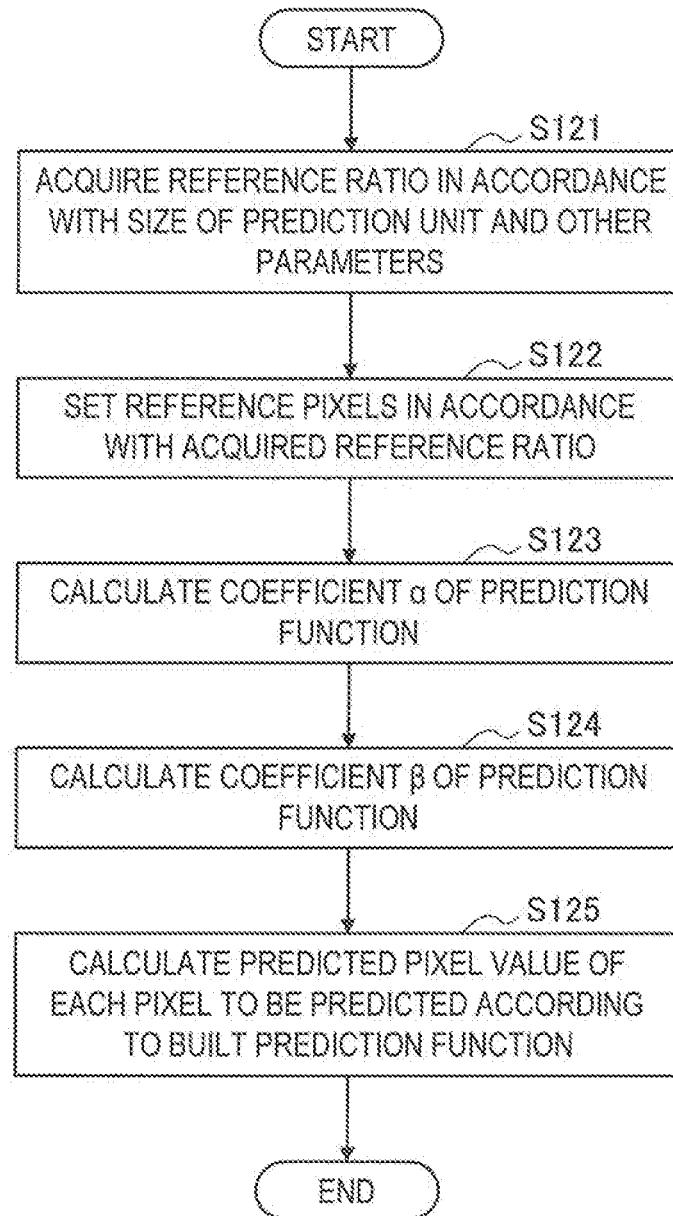 START
S121
ACQUIRE REFERENCE RATIO IN ACCORDANCE
WITH SIZE OF PREDICTION UNIT AND OTHER
PARAMETERS
S122
SET REFERENCE PIXELS IN ACCORDANCE
WITH ACQUIRED REFERENCE RATIO
S123
CALCULATE COEFFICIENT α OF PREDICTION
FUNCTION
S124
CALCULATE COEFFICIENT β OF PREDICTION
FUNCTION
S125
CALCULATE PREDICTED PIXEL VALUE OF
EACH PIXEL TO BE PREDICTED ACCORDING
TO BUILT PREDICTION FUNCTION
END